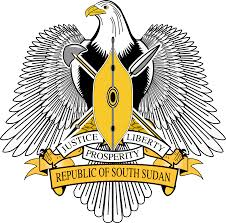 JUSTICE LIBERTY
PROSPERITY
REPUBLIC OF SOUTH SUDAN